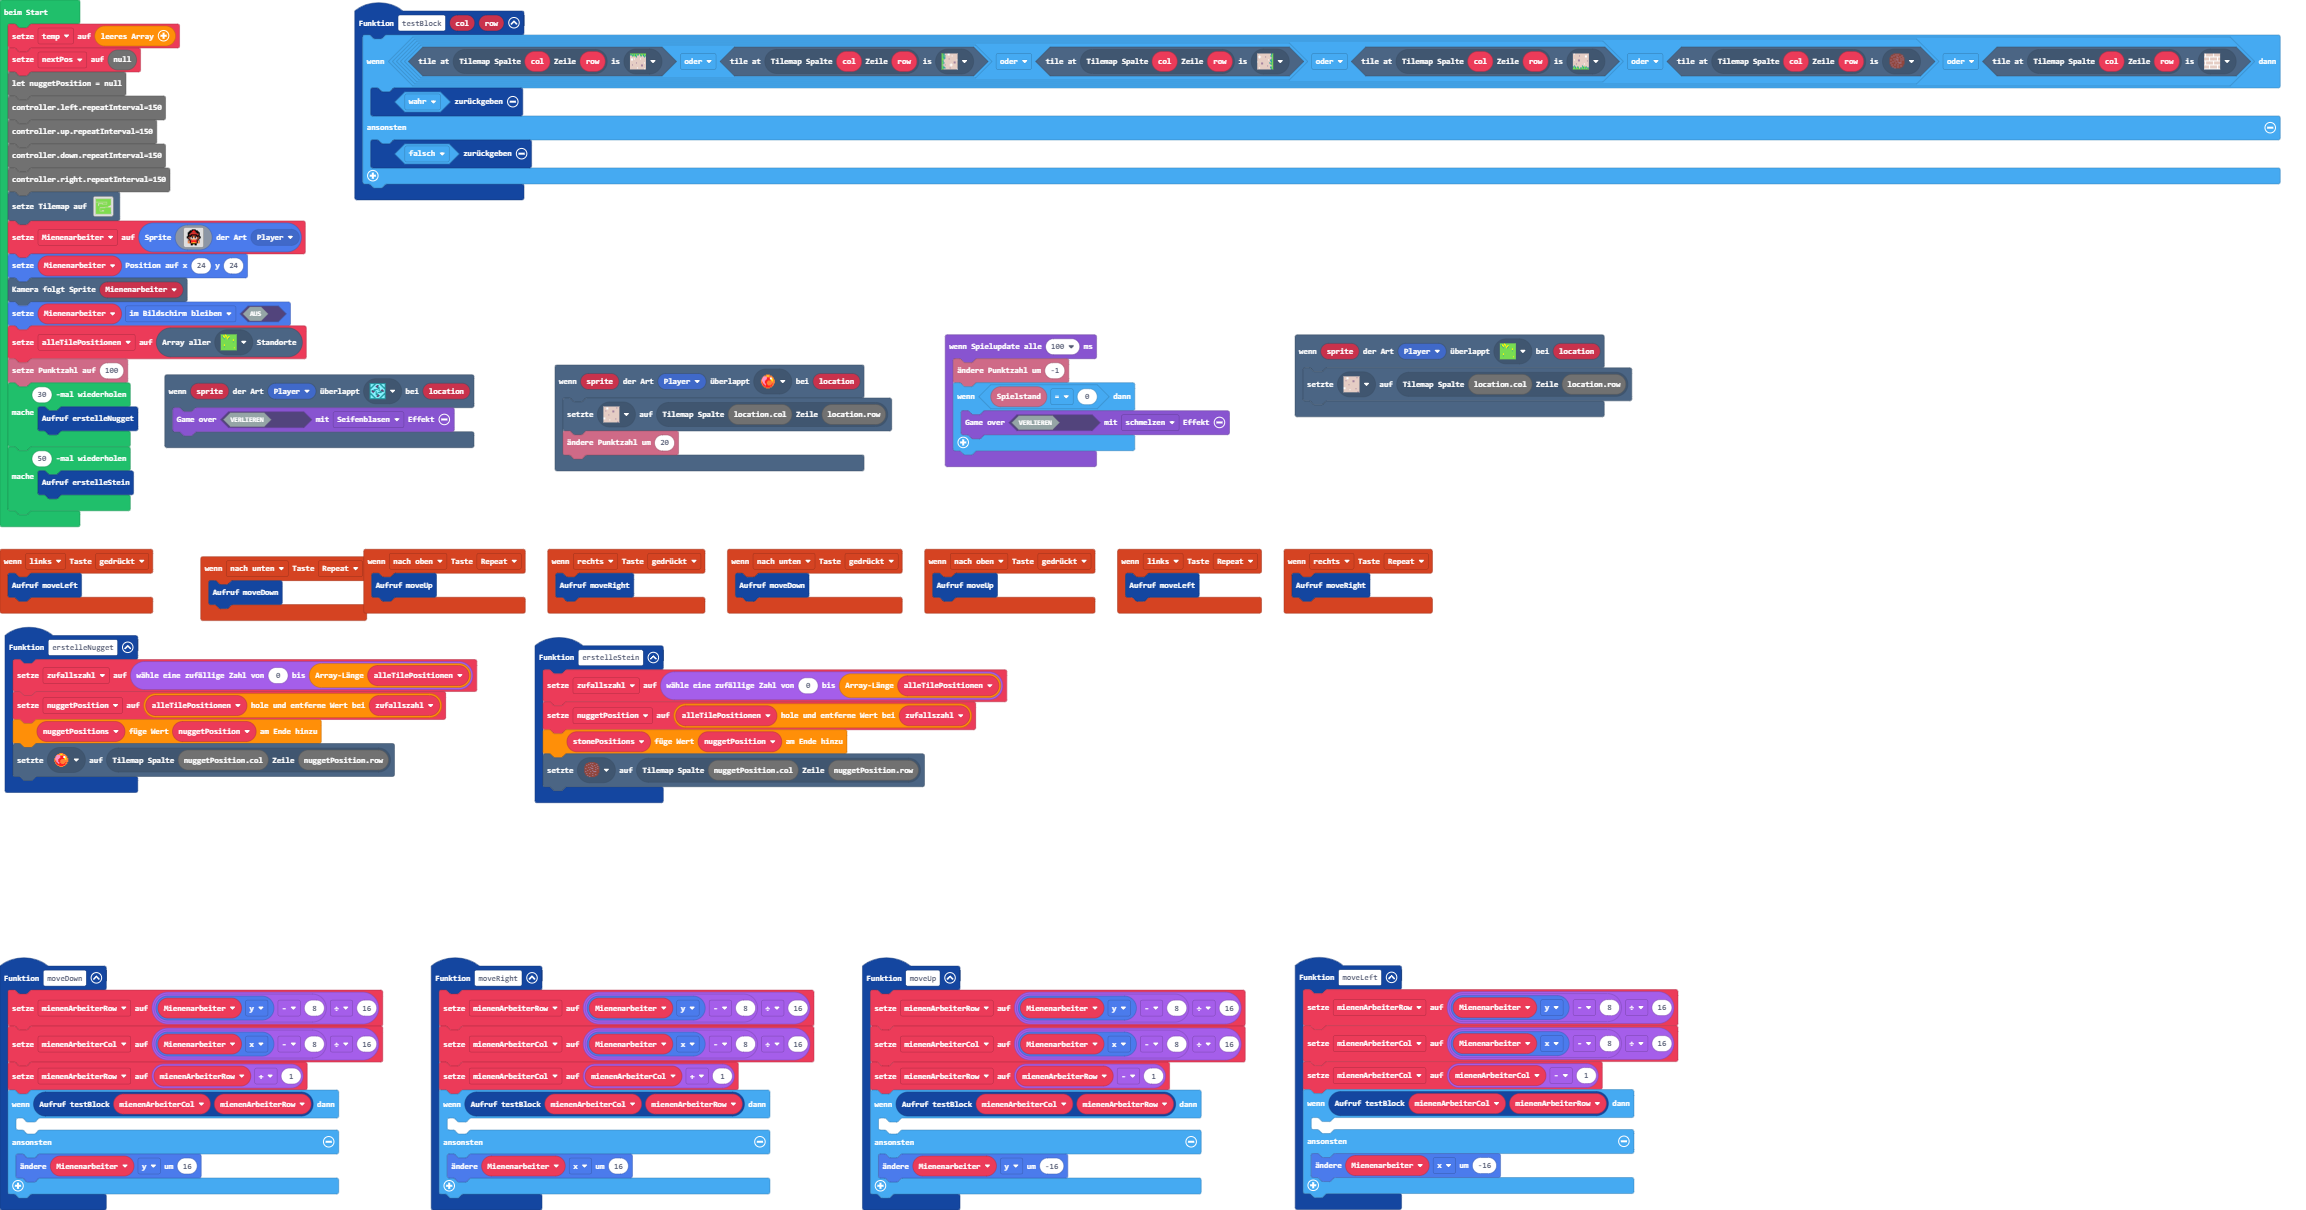 beim Start
setze temp auf leeres Array
setze nextPos auf null
let nuggetPosition = null
controller.left.repeatInterval=150
controller.up.repeatInterval=150
controller.down.repeatInterval=150
controller.right.repeatInterval=150
setze Tilemap auf
setze Mienenarbeiter auf Sprite der Art Player
setze Mienenarbeiter Position auf x 24 y 24
Kamera folgt Sprite Mienenarbeiter
setze Mienenarbeiter im Bildschirm bleiben AUS
setze alleTilePositionen auf Array aller Standorte
setze Punktzahl auf 100
30 -mal wiederholen
mache Aufruf erstelleNugget
50 -mal wiederholen
mache Aufruf erstelleStein
Funktion testBlock col row
wenn tile at Tilemap Spalte col Zeile row is oder tile at Tilemap Spalte col Zeile row is oder tile at Tilemap Spalte col Zeile row is oder tile at Tilemap Spalte col Zeile row is oder tile at Tilemap Spalte col Zeile row is oder tile at Tilemap Spalte col Zeile row is dann
wahr zurückgeben
ansonsten
falsch zurückgeben
wenn sprite der Art Player überlappt bei location
Game over VERLIEREN mit Seifenblasen Effekt
wenn sprite der Art Player überlappt bei location
setzte auf Tilemap Spalte location.col Zeile location.row
ändere Punktzahl um 20
wenn Spielupdate alle 100 ms
ändere Punktzahl um -1
wenn Spielstand = 0 dann
Game over VERLIEREN mit schmelzen Effekt
wenn sprite der Art Player überlappt bei location
setzte auf Tilemap Spalte location.col Zeile location.row
wenn links Taste gedrückt
Aufruf moveLeft
wenn nach unten Taste Repeat
Aufruf moveDown
wenn nach oben Taste Repeat
Aufruf moveUp
wenn rechts Taste gedrückt
Aufruf moveRight
wenn nach unten Taste gedrückt
Aufruf moveDown
wenn nach oben Taste gedrückt
Aufruf moveUp
wenn links Taste Repeat
Aufruf moveLeft
wenn rechts Taste Repeat
Aufruf moveRight
Funktion erstelleNugget
setze zufallszahl auf wähle eine zufällige Zahl von 0 bis Array-Länge alleTilePositionen
setze nuggetPosition auf alleTilePositionen hole und entferne Wert bei zufallszahl
nuggetPositions füge Wert nuggetPosition am Ende hinzu
setzte auf Tilemap Spalte nuggetPosition.col Zeile nuggetPosition.row
Funktion erstelleStein
setze zufallszahl auf wähle eine zufällige Zahl von 0 bis Array-Länge alleTilePositionen
setze nuggetPosition auf alleTilePositionen hole und entferne Wert bei zufallszahl
stonePositions füge Wert nuggetPosition am Ende hinzu
setzte auf Tilemap Spalte nuggetPosition.col Zeile nuggetPosition.row
Funktion moveDown
setze mienenArbeiterRow auf Mienenarbeiter y - 8 ÷ 16
setze mienenArbeiterCol auf Mienenarbeiter x - 8 ÷ 16
setze mienenArbeiterRow auf mienenArbeiterRow + 1
wenn Aufruf testBlock mienenArbeiterCol mienenArbeiterRow dann
ansonsten
ändere Mienenarbeiter y um 16
Funktion moveRight
setze mienenArbeiterRow auf Mienenarbeiter y - 8 ÷ 16
setze mienenArbeiterCol auf Mienenarbeiter x - 8 ÷ 16
setze mienenArbeiterCol auf mienenArbeiterCol + 1
wenn Aufruf testBlock mienenArbeiterCol mienenArbeiterRow dann
ansonsten
ändere Mienenarbeiter x um 16
Funktion moveUp
setze mienenArbeiterRow auf Mienenarbeiter y - 8 ÷ 16
setze mienenArbeiterCol auf Mienenarbeiter x - 8 ÷ 16
setze mienenArbeiterRow auf mienenArbeiterRow - 1
wenn Aufruf testBlock mienenArbeiterCol mienenArbeiterRow dann
ansonsten
ändere Mienenarbeiter y um -16
Funktion moveLeft
setze mienenArbeiterRow auf Mienenarbeiter y - 8 ÷ 16
setze mienenArbeiterCol auf Mienenarbeiter x - 8 ÷ 16
setze mienenArbeiterCol auf mienenArbeiterCol - 1
wenn Aufruf testBlock mienenArbeiterCol mienenArbeiterRow dann
ansonsten
ändere Mienenarbeiter x um -16